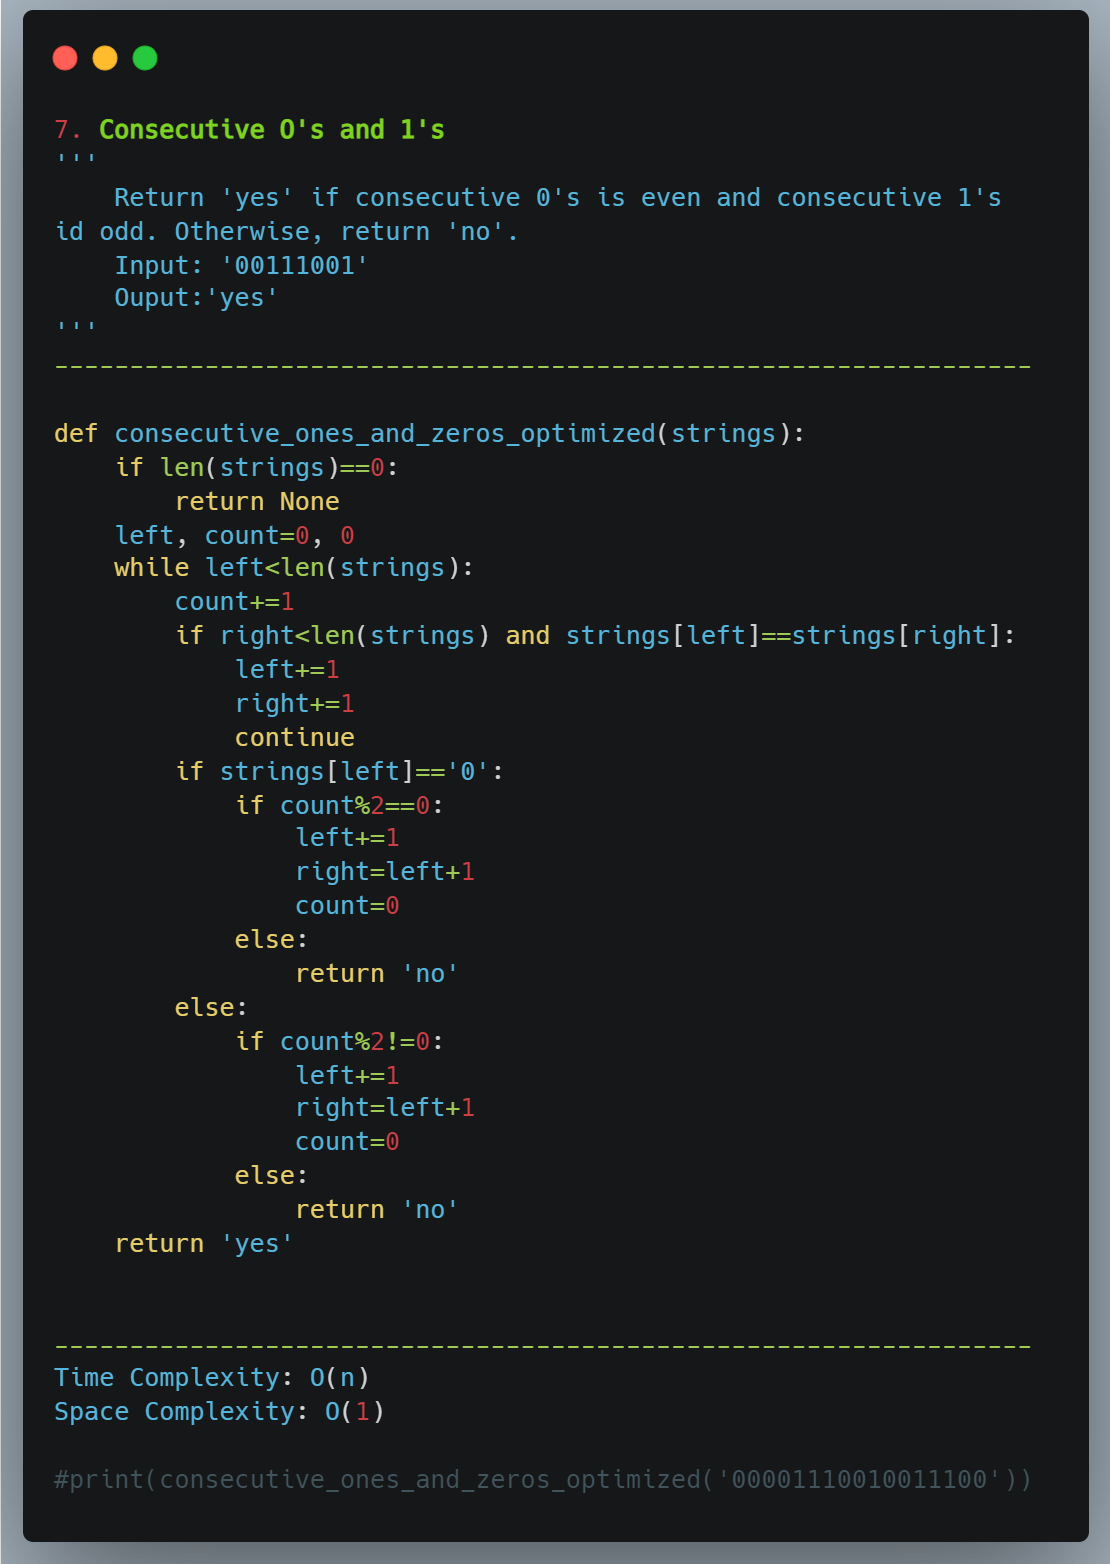 7. Consecutive O's and 1's
'''
    Return 'yes' if consecutive 0's is even and consecutive 1's
id odd. Otherwise, return 'no'.
    Input: '00111001'
    Ouput:'yes'
'''
-----------------------------------------------------------------
def consecutive_ones_and_zeros_optimized(strings):
    if len(strings)==0:
        return None
    left, count=0, 0
    while left<len(strings):
        count+=1
        if right<len(strings) and strings[left]==strings[right]:
            left+=1
            right+=1
            continue
        if strings[left]=='0':
            if count%2==0:
                left+=1
                right=left+1
                count=0
            else:
                return 'no'
        else:
            if count%2!=0:
                left+=1
                right=left+1
                count=0
            else:
                return 'no'
    return 'yes'
-----------------------------------------------------------------
Time Complexity: O(n)
Space Complexity: O(1)
#print(consecutive_ones_and_zeros_optimized('00001110010011100'))